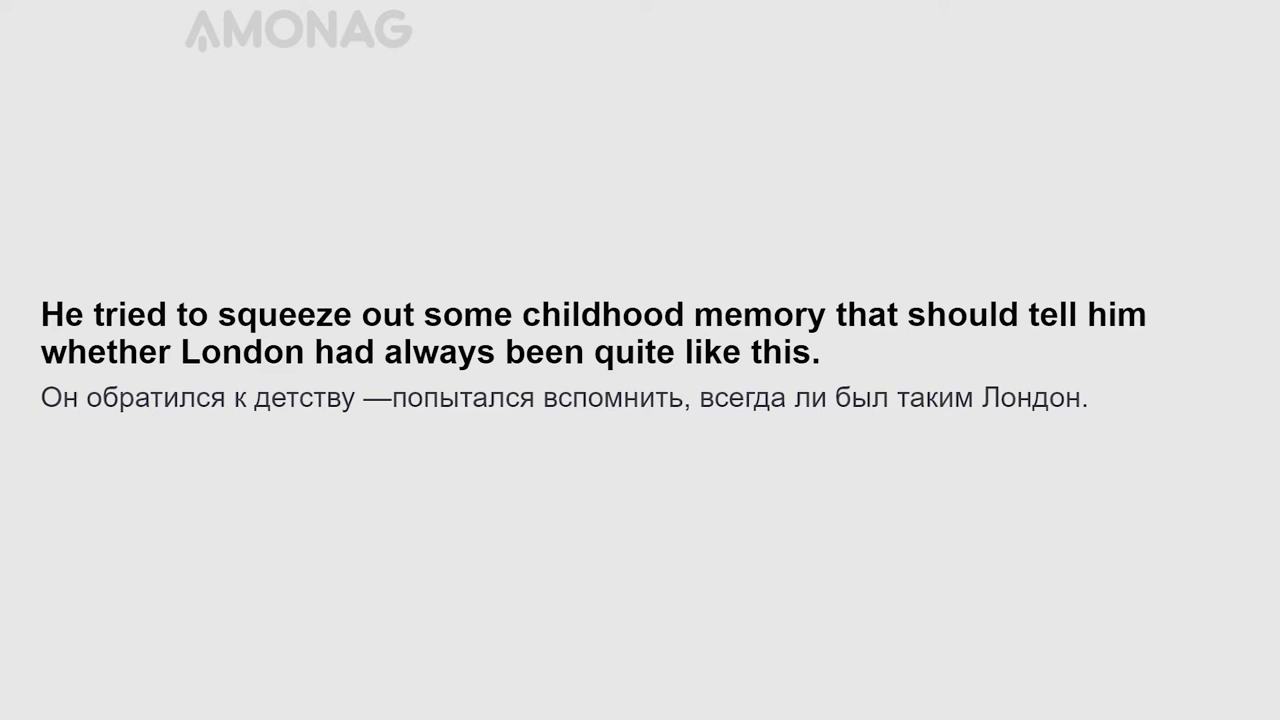 AMONAG
He tried to squeeze out some childhood memory that should tell him
whether London had always been quite like this.
Он обратился к детству —попытался вспомнить, всегда ли был таким Лондон.